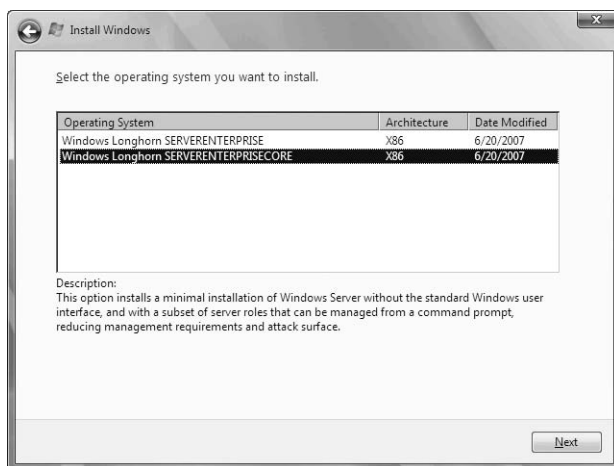 Install Windows
Select the operating system you want to install.
Operating System Architecture Date Modified
Windows Longhorn SERVERENTERPRISE X86 6/20/2007
Windows Longhorn SERVERENTERPRISECORE X86 6/20/2007
Description:
This option installs a minimal installation of Windows Server without the standard Windows user
interface, and with a subset of server roles that can be managed from a command prompt,
reducing management requirements and attack surface.
Next